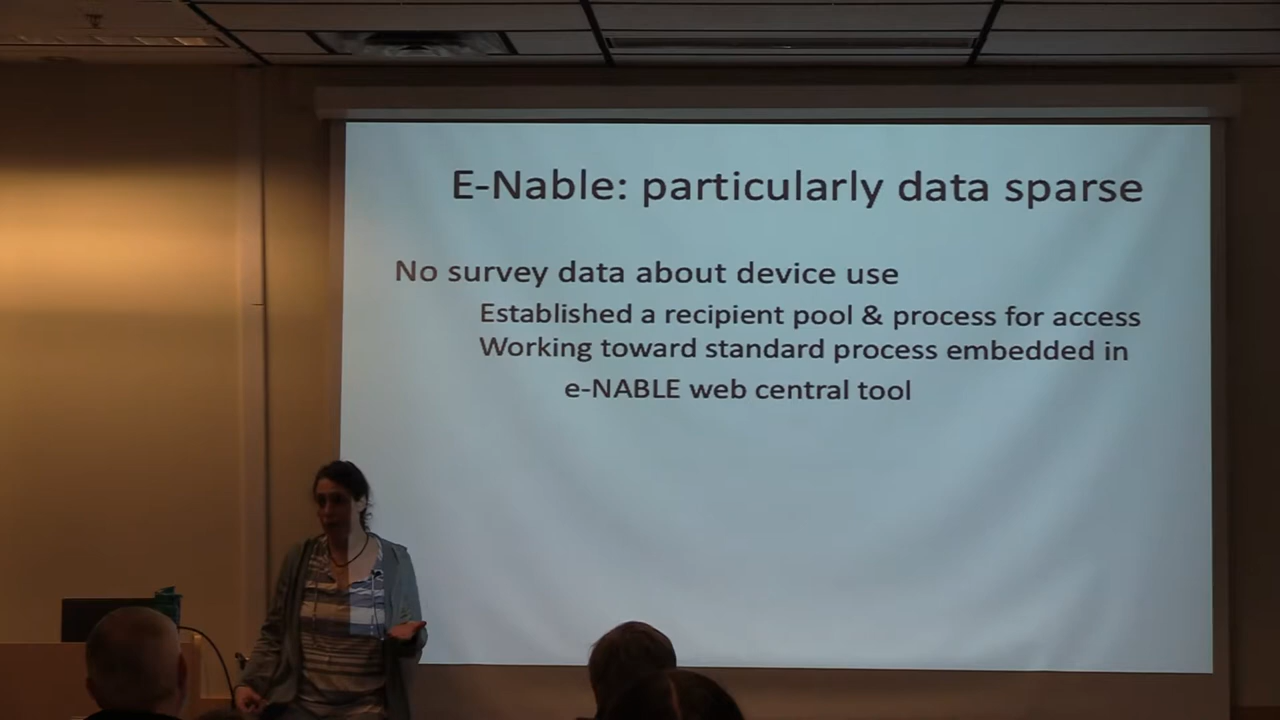 E-Nable: particularly data sparse
No survey data about device use
Established a recipient pool & process for access
Working toward standard process embedded in
e-NABLE web central tool